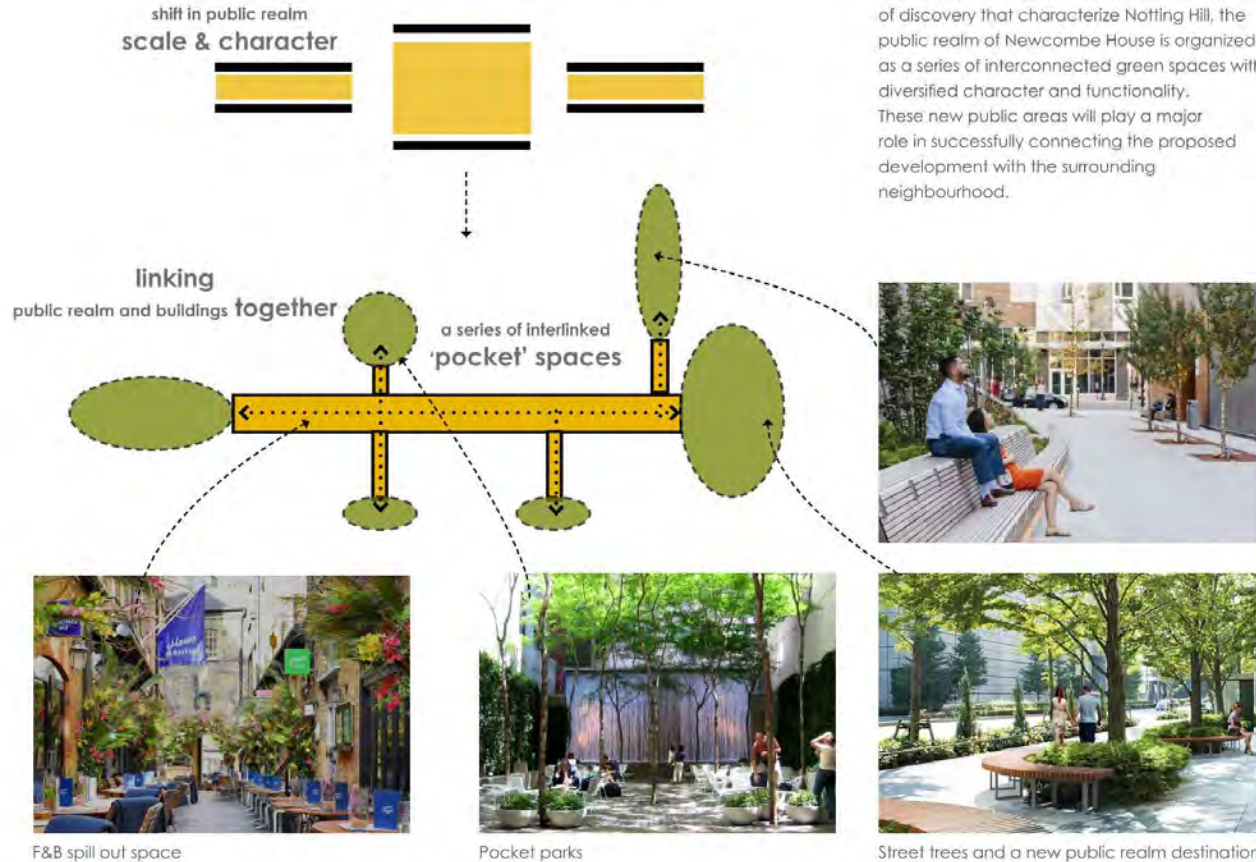 shift in public realm
scale & character
of discovery that characterize Notting Hill, the
public realm of Newcombe House is organized
as a series of interconnected green spaces with
diversified character and functionality.
These new public areas will play a major
role in successfully connecting the proposed
development with the surrounding
neighbourhood.
linking
public realm and buildings together
a series of interlinked
'pocket' spaces
F&B spill out space
Pocket parks
Street trees and a new public realm destination